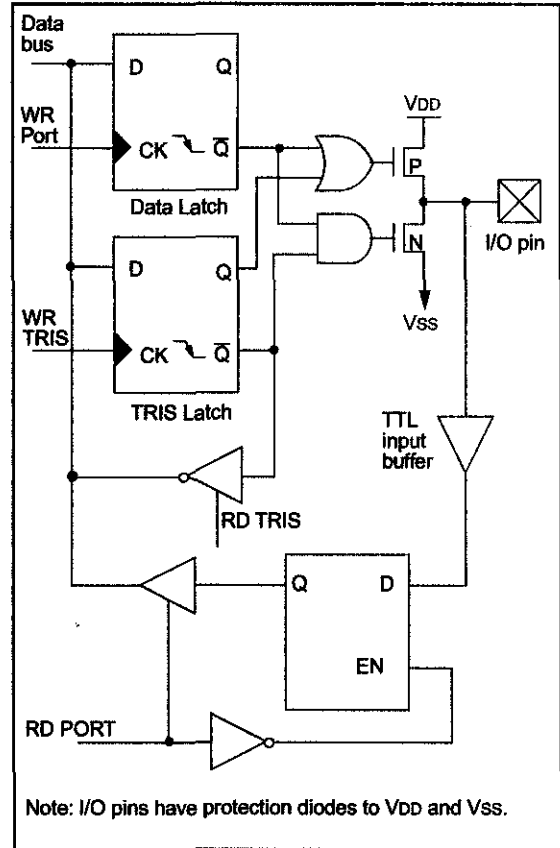 Data
bus
D
Q
WR
Port
CK
Q̅
Data Latch
VDD
P
N
I/O pin
VSS
D
Q
WR
TRIS
CK
Q̅
TRIS Latch
TTL
input
buffer
RD TRIS
Q
D
EN
RD PORT
Note: I/O pins have protection diodes to VDD and VSS.